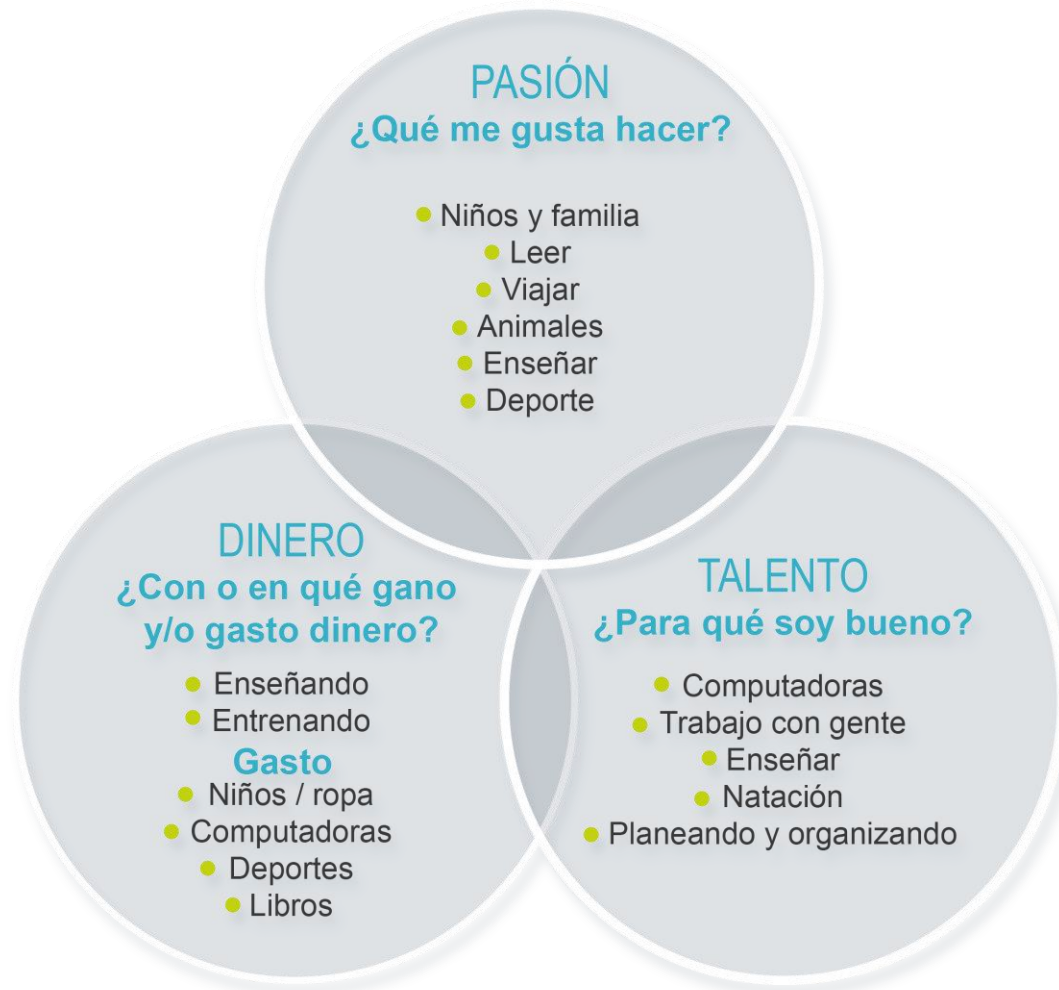 PASIÓN
¿Qué me gusta hacer?
• Niños y familia
• Leer
• Viajar
• Animales
• Enseñar
• Deporte
DINERO
¿Con o en qué gano
y/o gasto dinero?
• Enseñando
• Entrenando
Gasto
• Niños / ropa
• Computadoras
• Deportes
• Libros
TALENTO
¿Para qué soy bueno?
• Computadoras
• Trabajo con gente
• Enseñar
• Natación
• Planeando y organizando